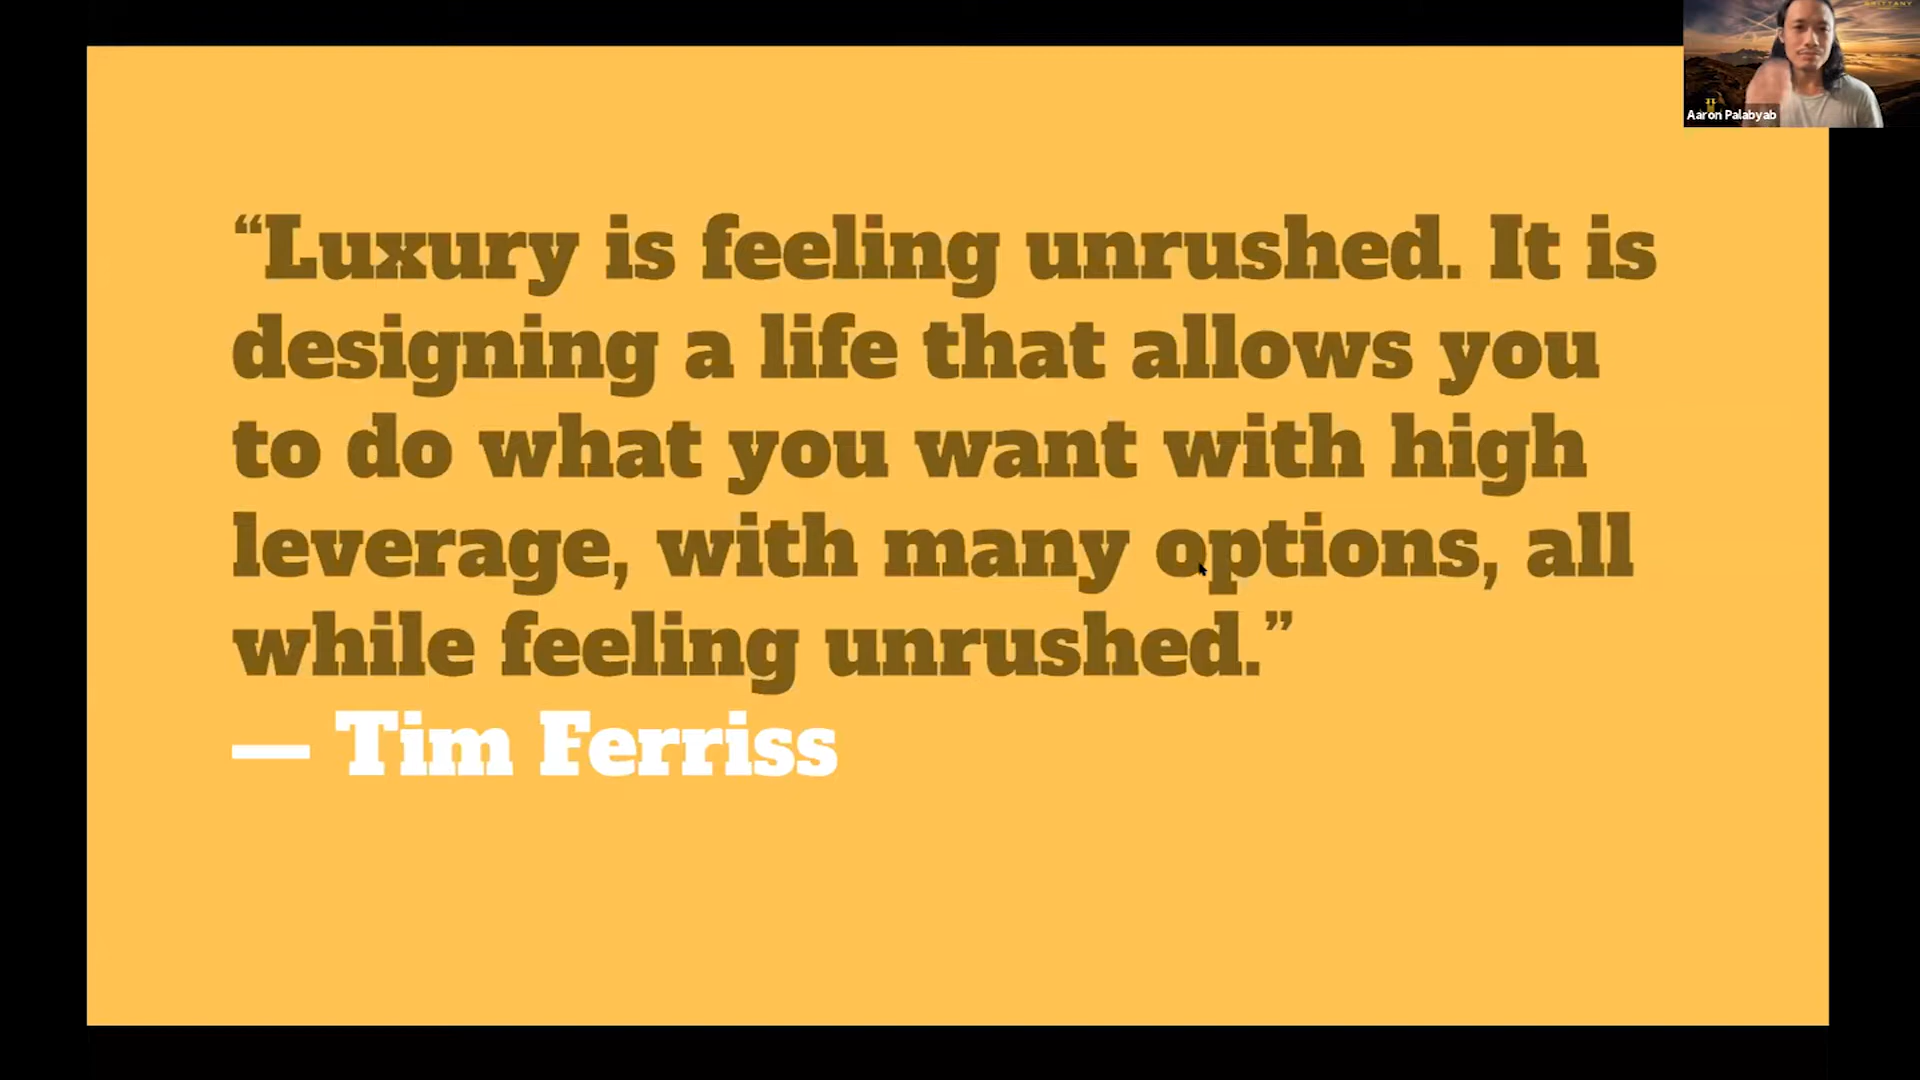 “Luxury is feeling unrushed. It is
designing a life that allows you
to do what you want with high
leverage, with many options, all
while feeling unrushed.”
— Tim Ferriss
Aaron Palabyab